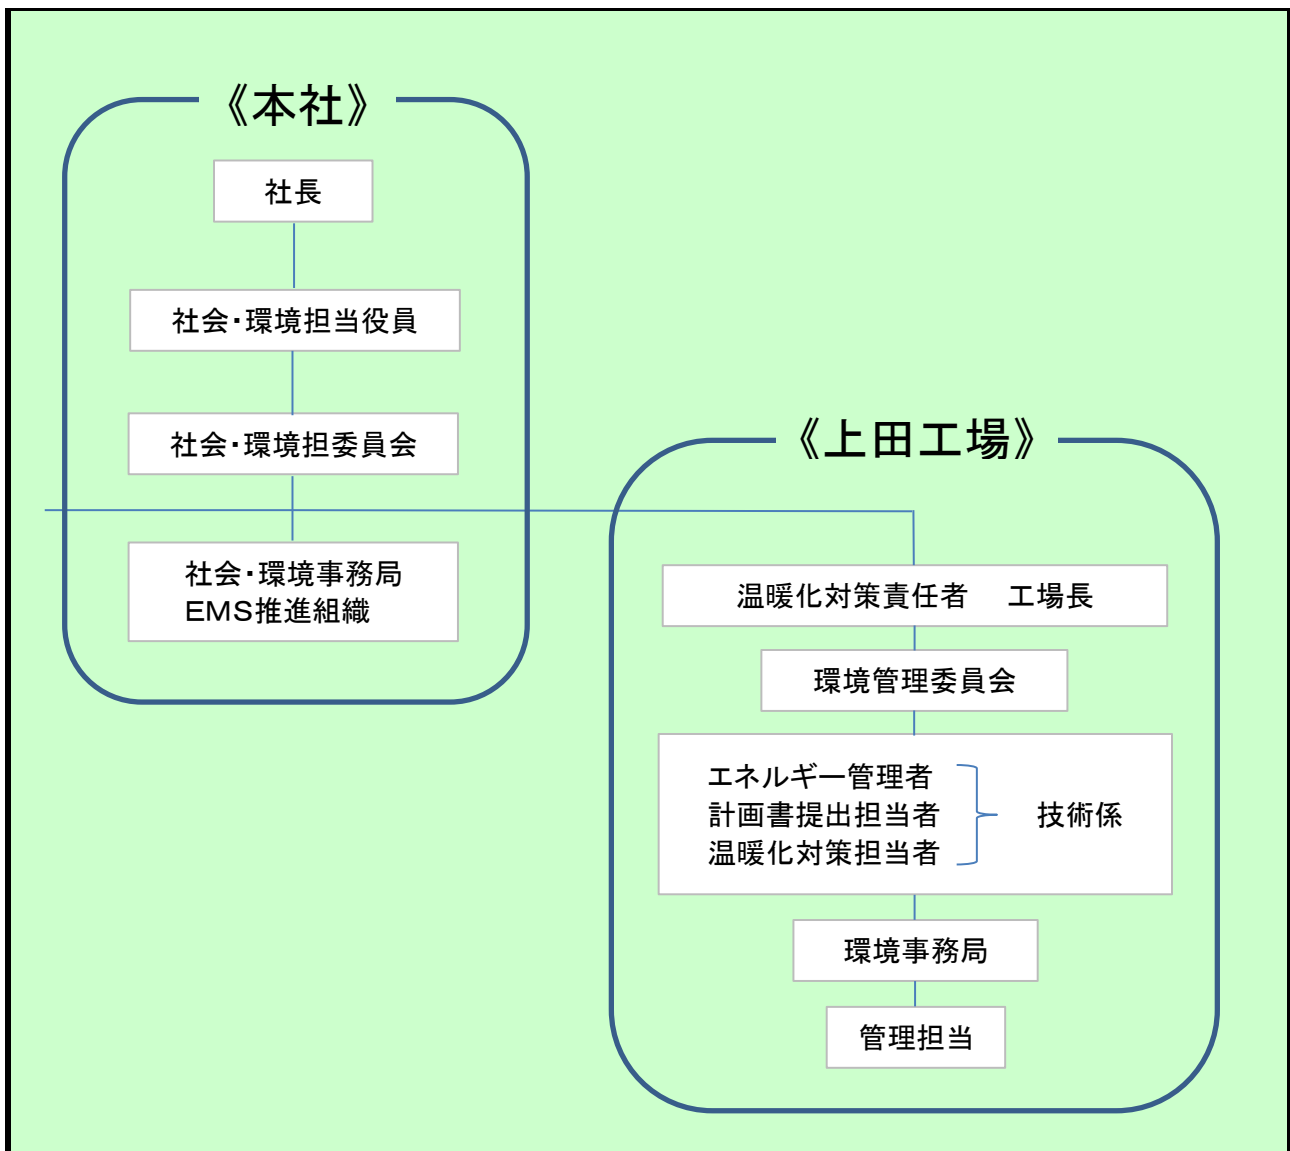 《本社》
社長
社会・環境担当役員
社会・環境担委員会
社会・環境事務局
EMS推進組織
《上田工場》
温暖化対策責任者　工場長
環境管理委員会
エネルギー管理者
計画書提出担当者
温暖化対策担当者
技術係
環境事務局
管理担当